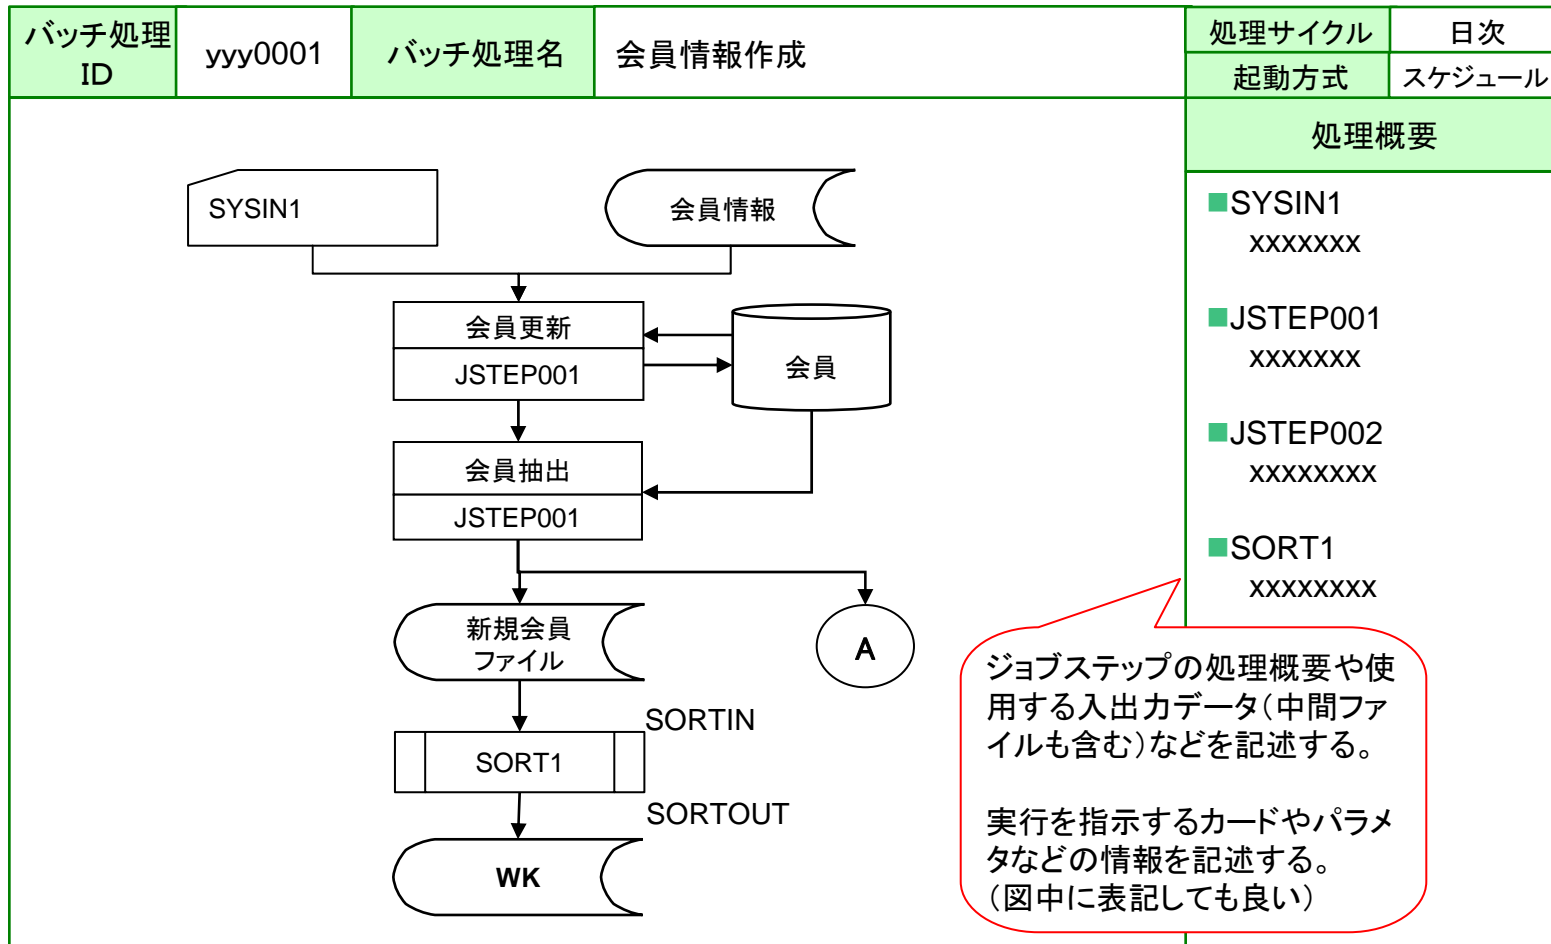 バッチ処理
ID
yyy0001
バッチ処理名
会員情報作成
処理サイクル
日次
起動方式
スケジュール
処理概要
SYSIN1
会員情報
会員更新
JSTEP001
会員
会員抽出
JSTEP001
新規会員
ファイル
A
SORTIN
SORT1
SORTOUT
WK
■SYSIN1
xxxxxxx
■JSTEP001
xxxxxxx
■JSTEP002
xxxxxxxx
■SORT1
xxxxxxxx
ジョブステップの処理概要や使
用する入出力データ（中間ファ
イルも含む）などを記述する。
実行を指示するカードやパラメ
タなどの情報を記述する。
（図中に表記しても良い）